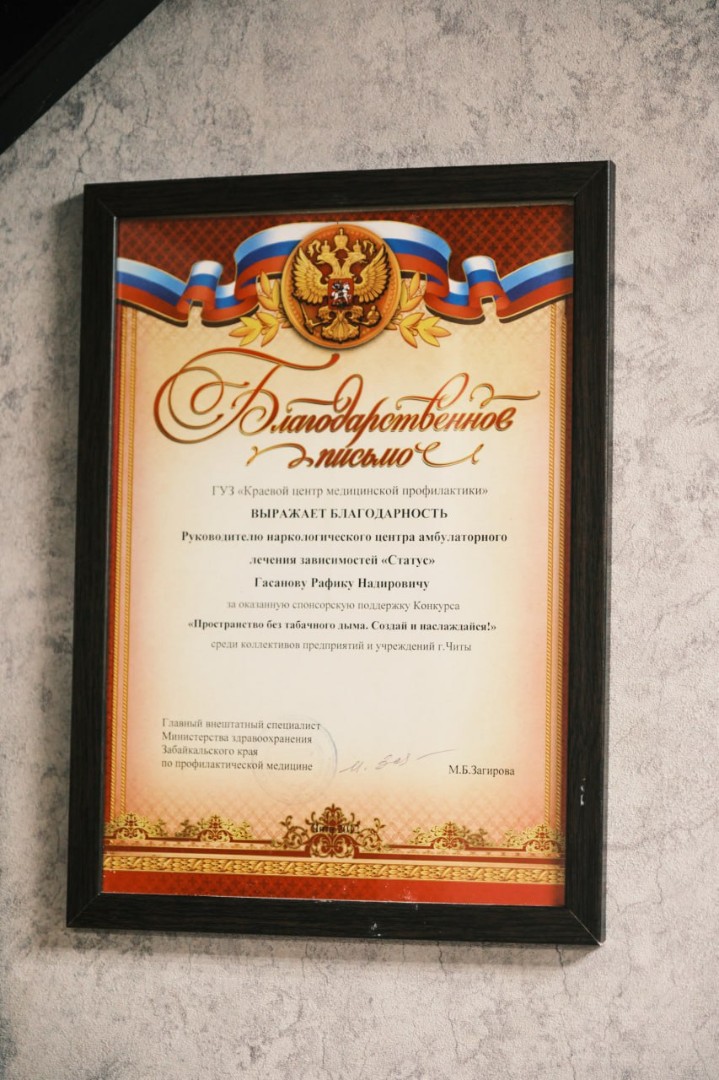 Благодарственное
письмо
ГУЗ «Краевой центр медицинской профилактики»
ВЫРАЖАЕТ БЛАГОДАРНОСТЬ
Руководителю наркологического центра амбулаторного
лечения зависимостей «Статус»
Гасанову Рафику Надировичу
за оказанную спонсорскую поддержку Конкурса
«Пространство без табачного дыма. Создай и наслаждайся!»
среди коллективов предприятий и учреждений г.Читы
Главный внештатный специалист
Министерства здравоохранения
Забайкальского края
по профилактической медицине
М.Б.Загирова